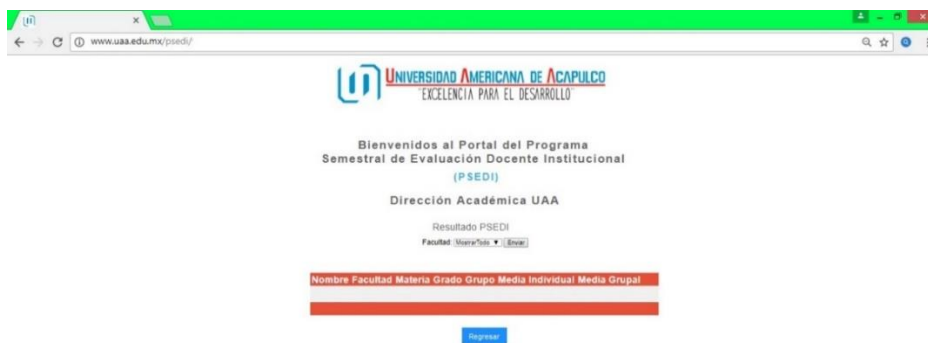 www.uaa.edu.mx/psedi/
UNIVERSIDAD AMERICANA DE ACAPULCO
"EXCELENCIA PARA EL DESARROLLO"
Bienvenidos al Portal del Programa
Semestral de Evaluación Docente Institucional
(PSEDI)
Dirección Académica UAA
Resultado PSEDI
Facultad: MostrarTodo Enviar
Nombre Facultad Materia Grado Grupo Media Individual Media Grupal
Regresar